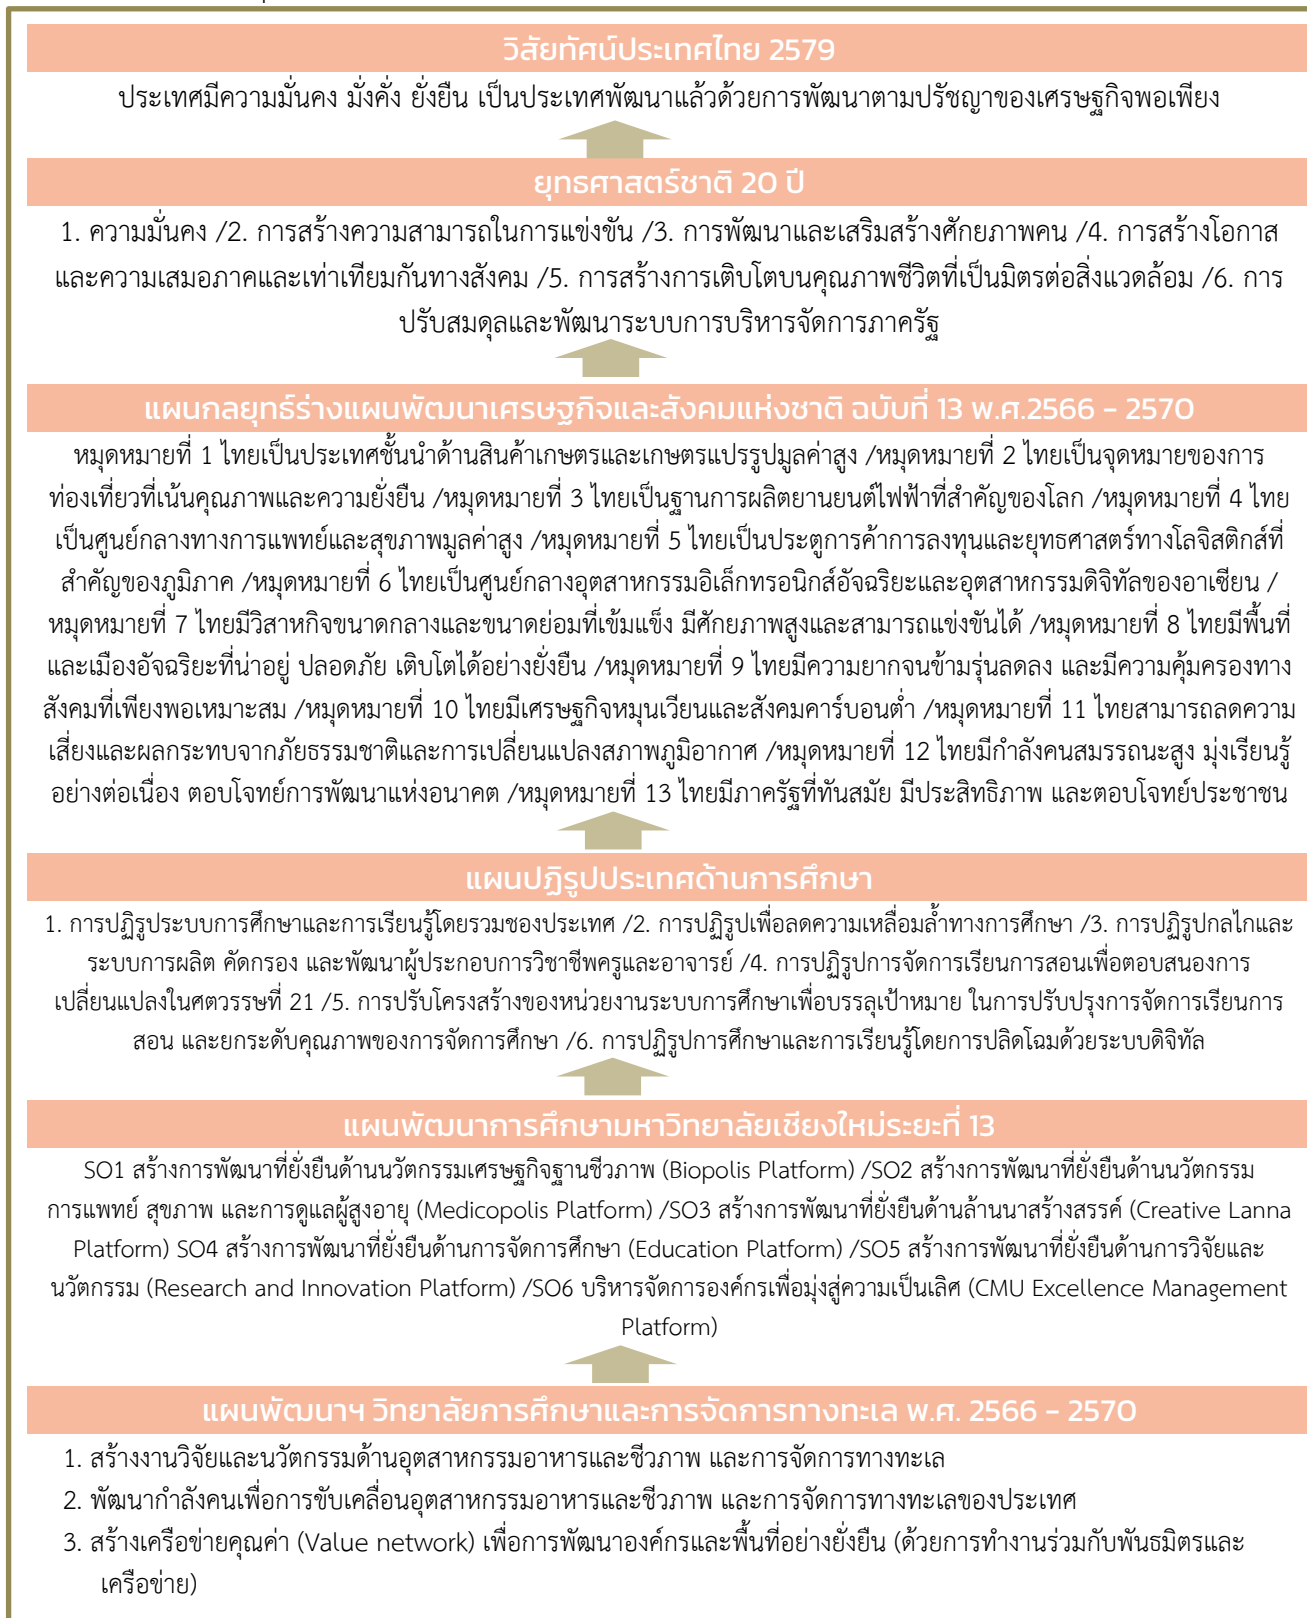 วิสัยทัศน์ประเทศไทย 2579
ประเทศมีความมั่นคง มั่งคั่ง ยั่งยืน เป็นประเทศพัฒนาแล้วด้วยการพัฒนาตามปรัชญาของเศรษฐกิจพอเพียง
ยุทธศาสตร์ชาติ 20 ปี
1. ความมั่นคง /2. การสร้างความสามารถในการแข่งขัน /3. การพัฒนาและเสริมสร้างศักยภาพคน /4. การสร้างโอกาส
และความเสมอภาคและเท่าเทียมกันทางสังคม /5. การสร้างการเติบโตบนคุณภาพชีวิตที่เป็นมิตรต่อสิ่งแวดล้อม /6. การ
ปรับสมดุลและพัฒนาระบบการบริหารจัดการภาครัฐ
แผนกลยุทธ์ร่างแผนพัฒนาเศรษฐกิจและสังคมแห่งชาติ ฉบับที่ 13 พ.ศ.2566 - 2570
หมุดหมายที่ 1 ไทยเป็นประเทศชั้นนำด้านสินค้าเกษตรและเกษตรแปรรูปมูลค่าสูง /หมุดหมายที่ 2 ไทยเป็นจุดหมายของการ
ท่องเที่ยวที่เน้นคุณภาพและความยั่งยืน /หมุดหมายที่ 3 ไทยเป็นฐานการผลิตยานยนต์ไฟฟ้าที่สำคัญของโลก /หมุดหมายที่ 4 ไทย
เป็นศูนย์กลางทางการแพทย์และสุขภาพมูลค่าสูง /หมุดหมายที่ 5 ไทยเป็นประตูการค้าการลงทุนและยุทธศาสตร์ทางโลจิสติกส์ที่
สำคัญของภูมิภาค /หมุดหมายที่ 6 ไทยเป็นศูนย์กลางอุตสาหกรรมอิเล็กทรอนิกส์อัจฉริยะและอุตสาหกรรมดิจิทัลของอาเซียน /
หมุดหมายที่ 7 ไทยมีวิสาหกิจขนาดกลางและขนาดย่อมที่เข้มแข็ง มีศักยภาพสูงและสามารถแข่งขันได้ /หมุดหมายที่ 8 ไทยมีพื้นที่
และเมืองอัจฉริยะที่น่าอยู่ ปลอดภัย เติบโตได้อย่างยั่งยืน /หมุดหมายที่ 9 ไทยมีความยากจนข้ามรุ่นลดลง และมีความคุ้มครองทาง
สังคมที่เพียงพอเหมาะสม /หมุดหมายที่ 10 ไทยมีเศรษฐกิจหมุนเวียนและสังคมคาร์บอนต่ำ /หมุดหมายที่ 11 ไทยสามารถลดความ
เสี่ยงและผลกระทบจากภัยธรรมชาติและการเปลี่ยนแปลงสภาพภูมิอากาศ /หมุดหมายที่ 12 ไทยมีกำลังคนสมรรถนะสูง มุ่งเรียนรู้
อย่างต่อเนื่อง ตอบโจทย์การพัฒนาแห่งอนาคต /หมุดหมายที่ 13 ไทยมีภาครัฐที่ทันสมัย มีประสิทธิภาพ และตอบโจทย์ประชาชน
แผนปฏิรูปประเทศด้านการศึกษา
1. การปฏิรูประบบการศึกษาและการเรียนรู้โดยรวมชองประเทศ /2. การปฏิรูปเพื่อลดความเหลื่อมล้ำทางการศึกษา /3. การปฏิรูปกลไกและ
ระบบการผลิต คัดกรอง และพัฒนาผู้ประกอบการวิชาชีพครูและอาจารย์ /4. การปฏิรูปการจัดการเรียนการสอนเพื่อตอบสนองการ
เปลี่ยนแปลงในศตวรรษที่ 21 /5. การปรับโครงสร้างของหน่วยงานระบบการศึกษาเพื่อบรรลุเป้าหมาย ในการปรับปรุงการจัดการเรียนการ
สอน และยกระดับคุณภาพของการจัดการศึกษา /6. การปฏิรูปการศึกษาและการเรียนรู้โดยการปลิดโฉมด้วยระบบดิจิทัล
แผนพัฒนาการศึกษามหาวิทยาลัยเชียงใหม่ระยะที่ 13
SO1 สร้างการพัฒนาที่ยั่งยืนด้านนวัตกรรมเศรษฐกิจฐานชีวภาพ (Biopolis Platform) /SO2 สร้างการพัฒนาที่ยั่งยืนด้านนวัตกรรม
การแพทย์ สุขภาพ และการดูแลผู้สูงอายุ (Medicopolis Platform) /SO3 สร้างการพัฒนาที่ยั่งยืนด้านล้านนาสร้างสรรค์ (Creative Lanna
Platform) SO4 สร้างการพัฒนาที่ยั่งยืนด้านการจัดการศึกษา (Education Platform) /SO5 สร้างการพัฒนาที่ยั่งยืนด้านการวิจัยและ
นวัตกรรม (Research and Innovation Platform) /SO6 บริหารจัดการองค์กรเพื่อมุ่งสู่ความเป็นเลิศ (CMU Excellence Management
Platform)
แผนพัฒนาฯ วิทยาลัยการศึกษาและการจัดการทางทะเล พ.ศ. 2566 - 2570
1. สร้างงานวิจัยและนวัตกรรมด้านอุตสาหกรรมอาหารและชีวภาพ และการจัดการทางทะเล
2. พัฒนากำลังคนเพื่อการขับเคลื่อนอุตสาหกรรมอาหารและชีวภาพ และการจัดการทางทะเลของประเทศ
3. สร้างเครือข่ายคุณค่า (Value network) เพื่อการพัฒนาองค์กรและพื้นที่อย่างยั่งยืน (ด้วยการทำงานร่วมกับพันธมิตรและ
เครือข่าย)